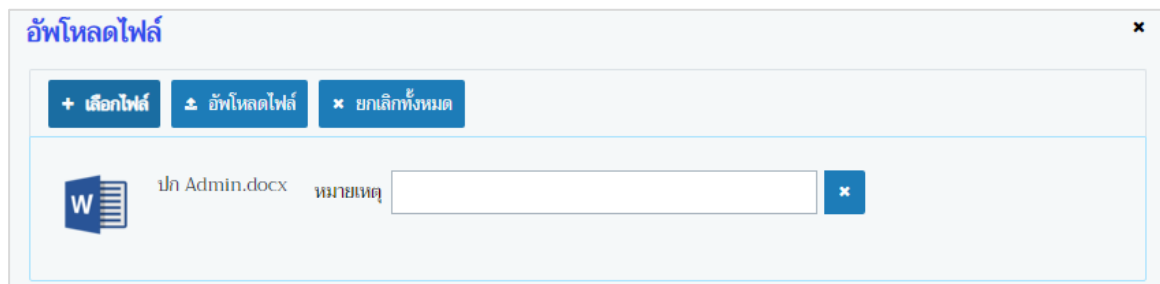 อัพโหลดไฟล์
เลือกไฟล์ อัพโหลดไฟล์ ยกเลิกทั้งหมด
W ปก Admin.docx หมายเหตุ